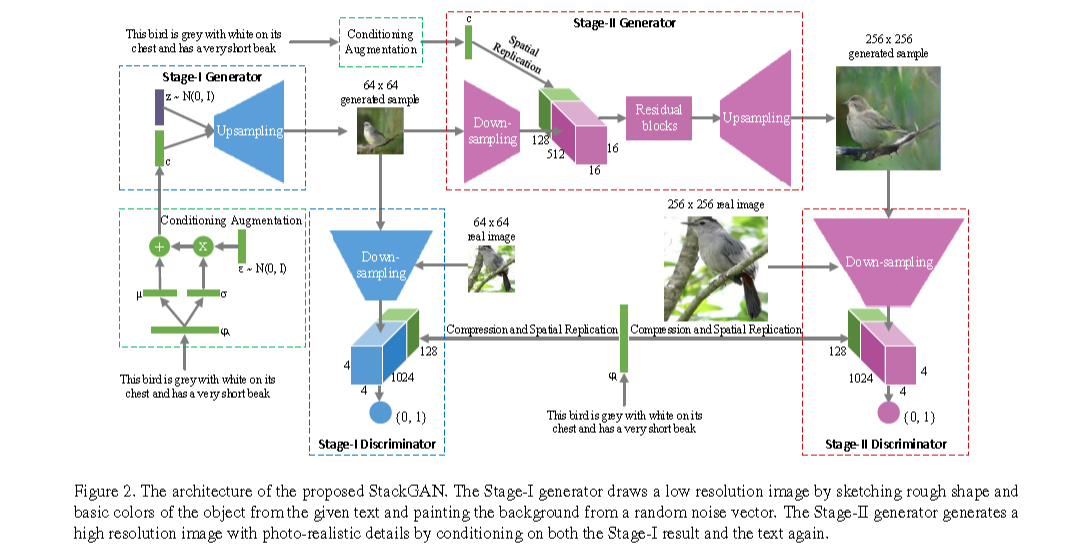 This bird is grey with white on its
chest and has a very short beak
Conditioning
Augmentation
c
Spatial
Replication
Stage-II Generator
256 x 256
generated sample
Stage-I Generator
z ~ N(0, I)
Upsampling
c
64 x 64
generated sample
Down-
sampling
128
512
16
16
Residual
blocks
Upsampling
Conditioning Augmentation
+
x
ε ~ N(0, I)
μ
σ
φt
This bird is grey with white on its
chest and has a very short beak
64 x 64
real image
Down-
sampling
4
4
1024
128
(0, 1)
Stage-I Discriminator
256 x 256 real image
Compression and Spatial Replication
Compression and Spatial Replication
φt
This bird is grey with white on its
chest and has a very short beak
Down-sampling
128
1024
4
4
(0, 1)
Stage-II Discriminator
Figure 2. The architecture of the proposed StackGAN. The Stage-I generator draws a low resolution image by sketching rough shape and
basic colors of the object from the given text and painting the background from a random noise vector. The Stage-II generator generates a
high resolution image with photo-realistic details by conditioning on both the Stage-I result and the text again.